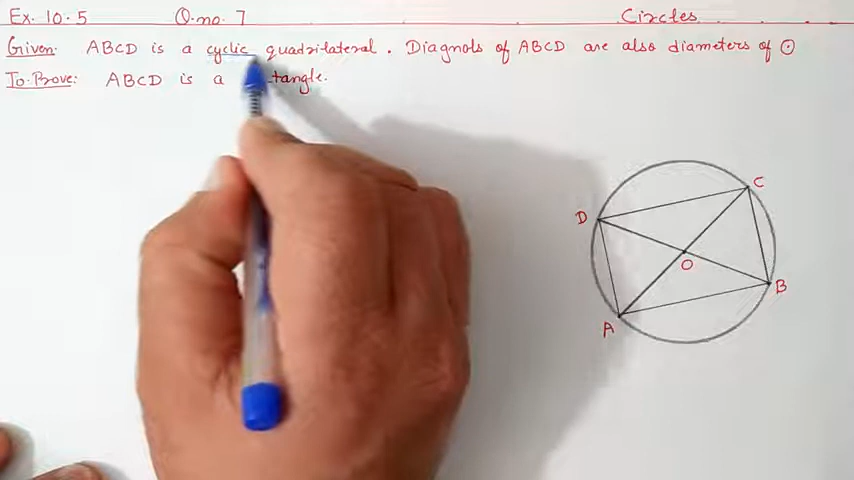 Ex. 10.5 Q.no. 7 Circles
Given: ABCD is a cyclic quadrilateral. Diagnols of ABCD are also diameters of ⊙
To Prove: ABCD is a tangle.
D
C
O
B
A